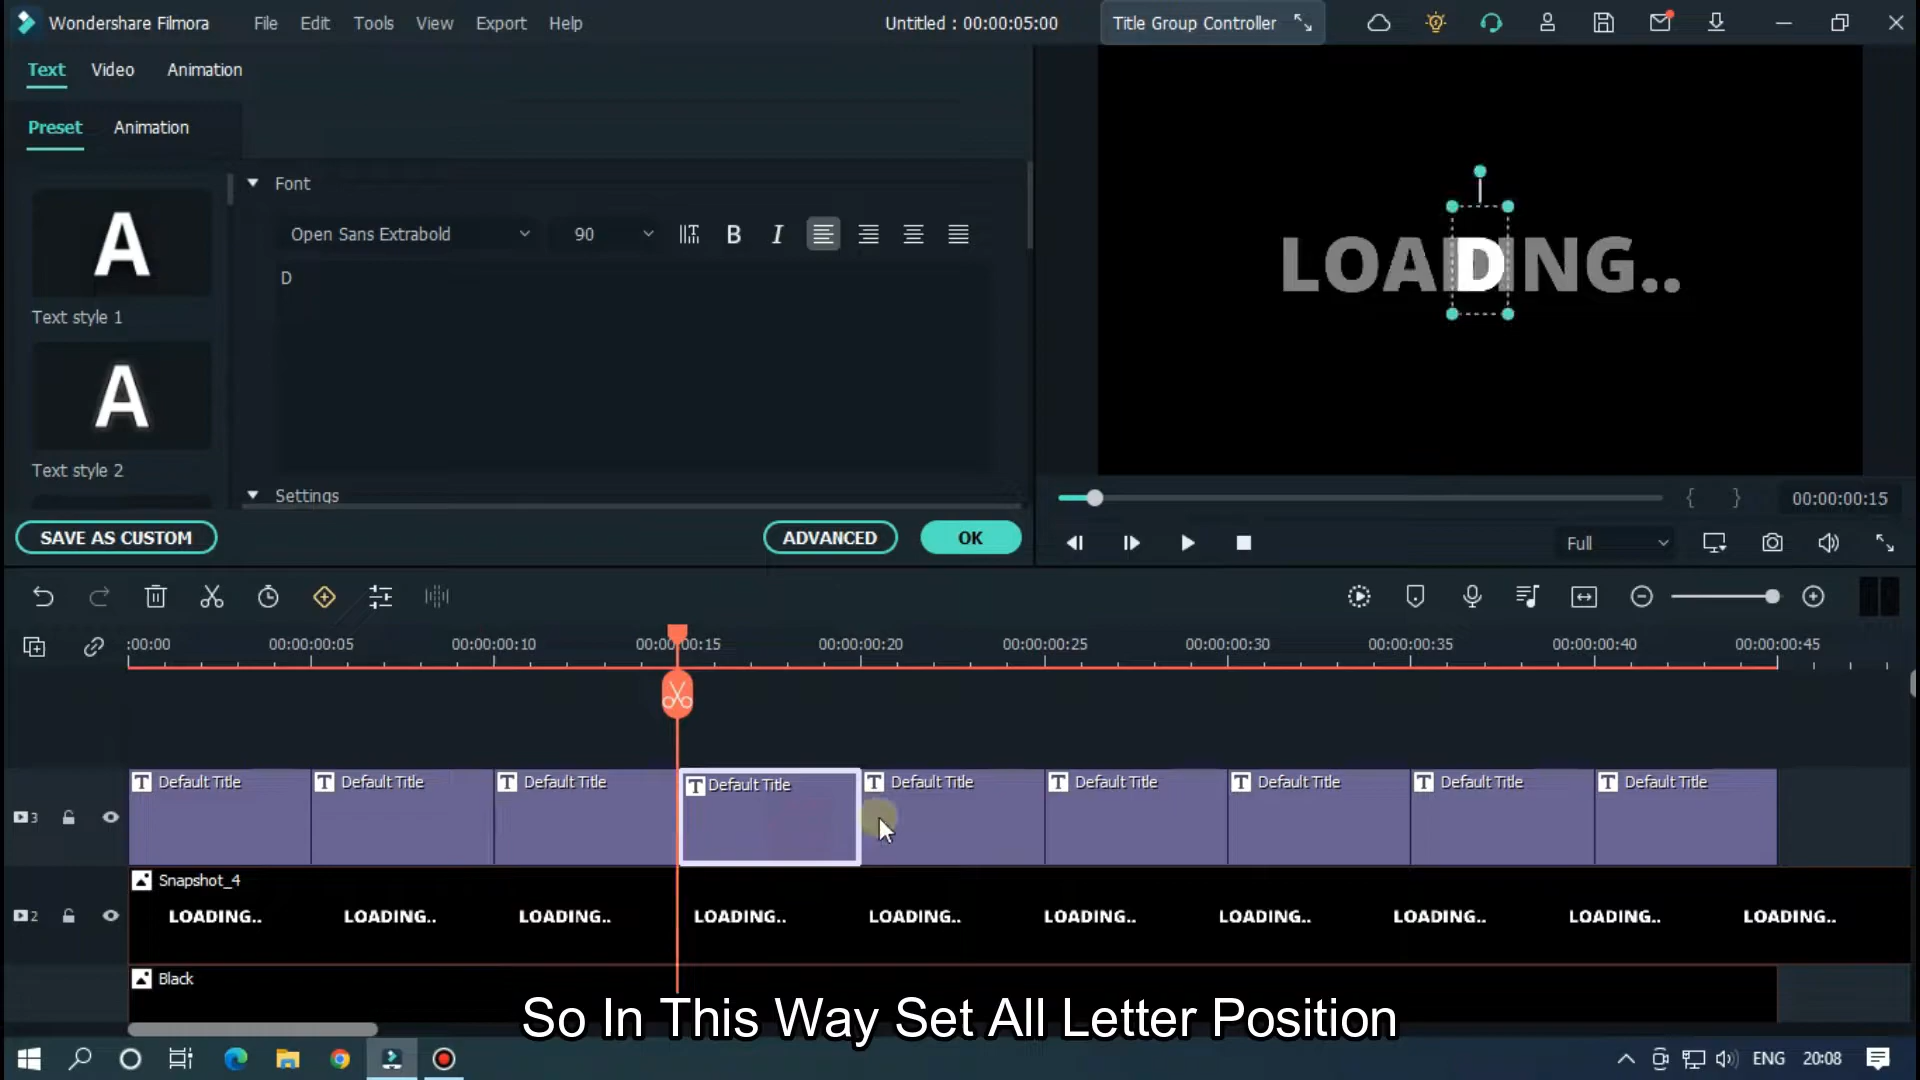 Wondershare Filmora File Edit Tools View Export Help Untitled : 00:00:05:00 Title Group Controller
Text Video Animation
Preset Animation
Font
Open Sans Extrabold 90 B I
D
A
Text style 1
A
Text style 2
Settings
SAVE AS CUSTOM ADVANCED OK
LOADING..
D
{ } 00:00:00:15
Full
:00:00 00:00:00:05 00:00:00:10 00:00:00:15 00:00:00:20 00:00:00:25 00:00:00:30 00:00:00:35 00:00:00:40 00:00:00:45
3 T Default Title T Default Title T Default Title T Default Title T Default Title T Default Title T Default Title T Default Title T Default Title
Snapshot_4
2 LOADING.. LOADING.. LOADING.. LOADING.. LOADING.. LOADING.. LOADING.. LOADING.. LOADING.. LOADING..
Black
So In This Way Set All Letter Position
ENG 20:08